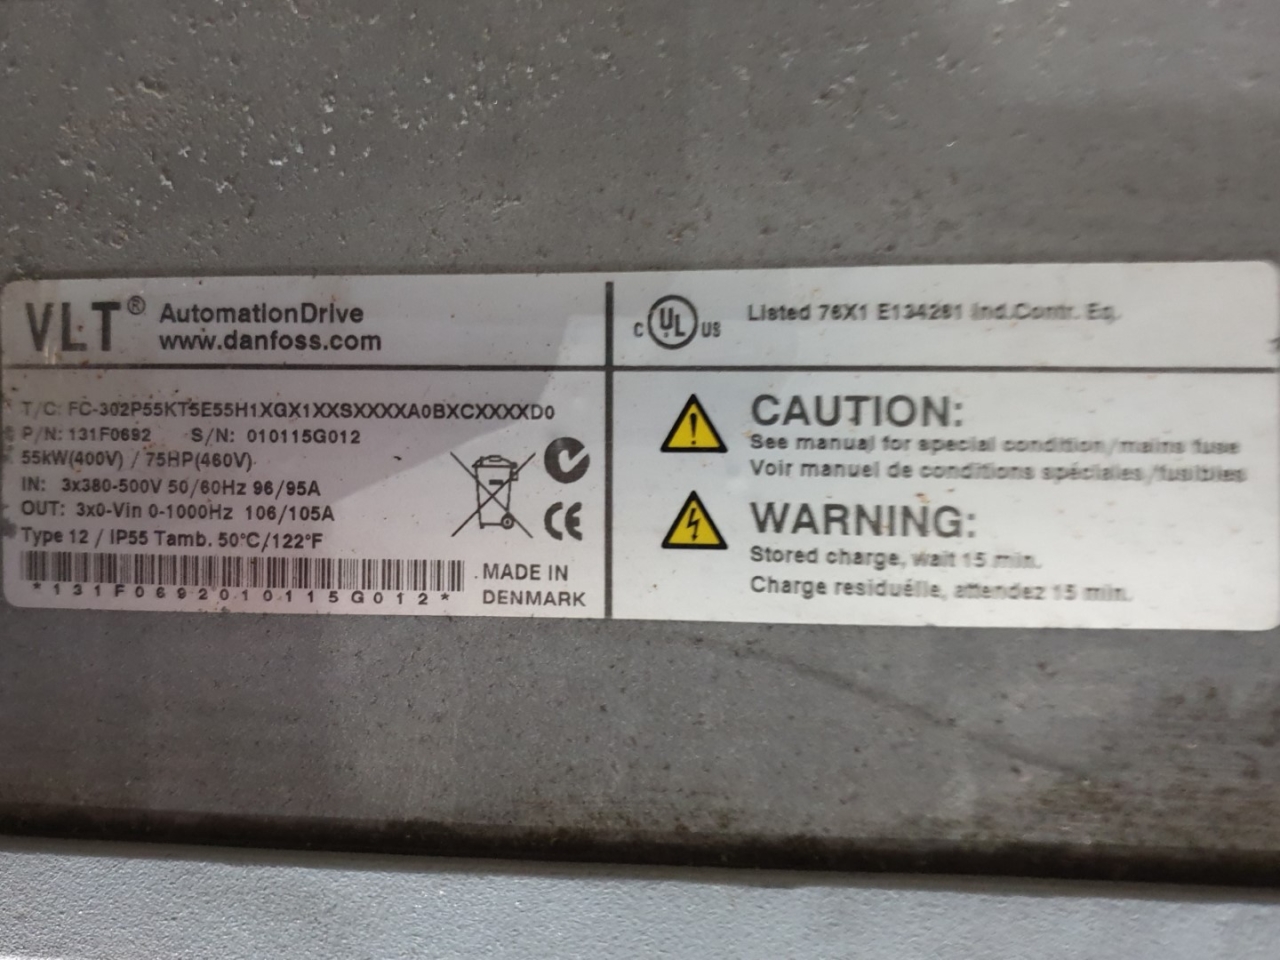 VLT® AutomationDrive
www.danfoss.com
T/C: FC-302P55KT5E55H1XGX1XXSXXXXA0BXCXXXXD0
P/N: 131F0692 S/N: 010115G012
55kW(400V) / 75HP(460V)
IN: 3x380-500V 50/60Hz 96/95A
OUT: 3x0-Vin 0-1000Hz 106/105A
Type 12 / IP55 Tamb. 50°C/122°F
*131F0692010115G012*
MADE IN
DENMARK
CE
C UL US
Listed 76X1 E134261 Ind.Contr. Eq.
CAUTION:
See manual for special condition/mains fuse
Voir manuel de conditions spéciales/fusibles
WARNING:
Stored charge, wait 15 min.
Charge residuélle, attendez 15 min.